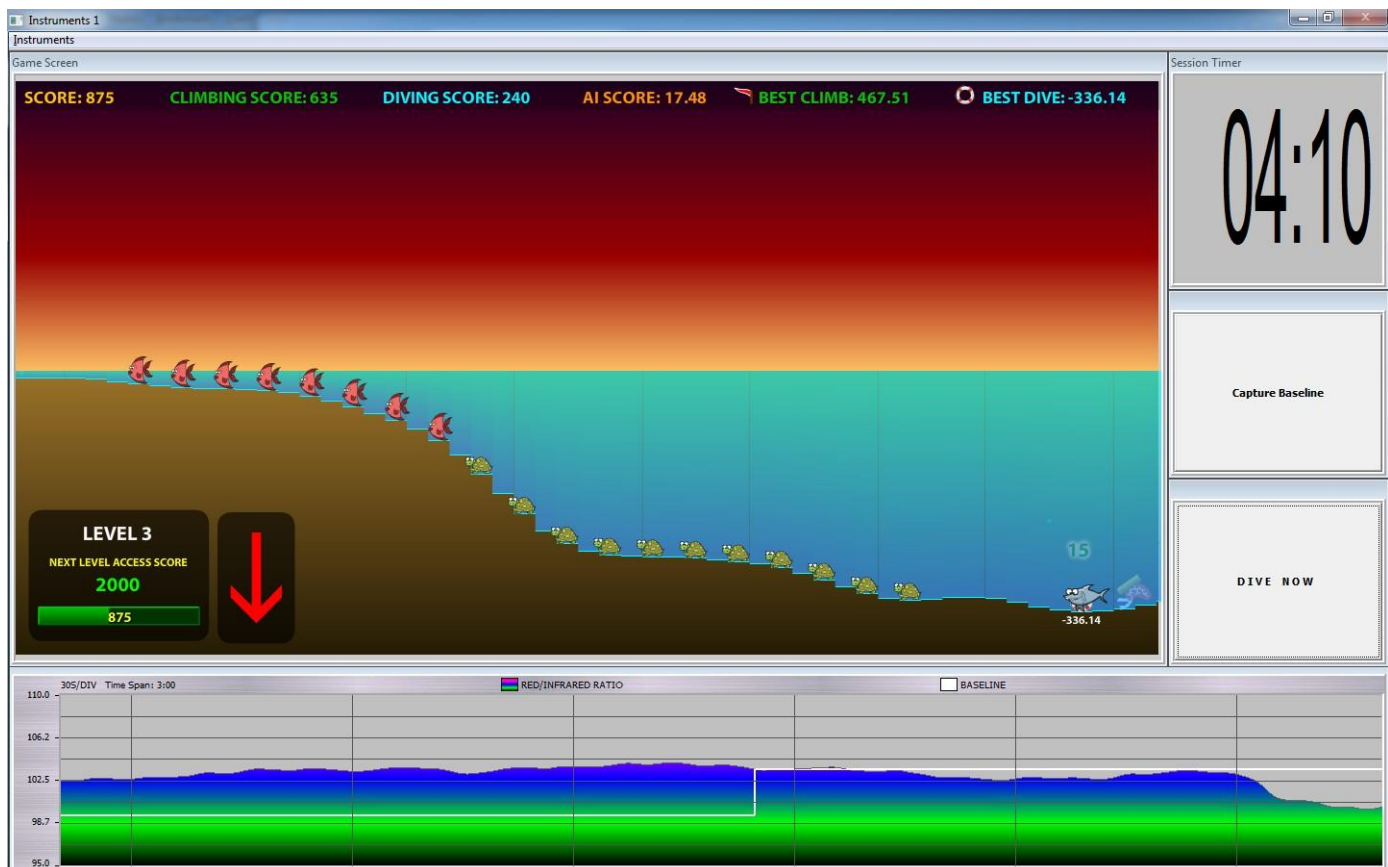 Instruments 1
Instruments
Game Screen
Session Timer
SCORE: 875
CLIMBING SCORE: 635
DIVING SCORE: 240
AI SCORE: 17.48
BEST CLIMB: 467.51
BEST DIVE: -336.14
04:10
Capture Baseline
LEVEL 3
NEXT LEVEL ACCESS SCORE
2000
875
15
-336.14
DIVE NOW
30S/DIV Time Span: 3:00
RED/INFRARED RATIO
BASELINE
110.0
106.2
102.5
98.7
95.0